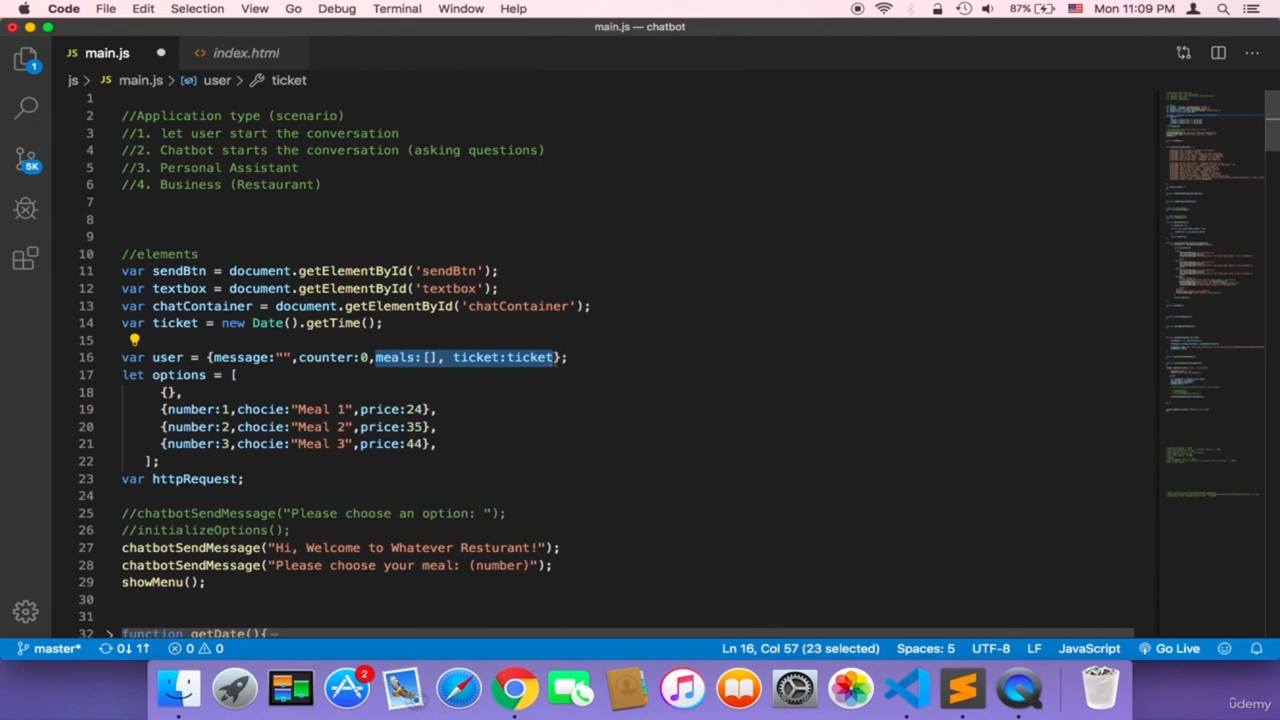 Code File Edit Selection View Go Debug Terminal Window Help 87% Mon 11:09 PM
main.js — chatbot
JS main.js <> index.html
js > JS main.js > user > ticket
1
2 //Application type (scenario)
3 //1. let user start the conversation
4 //2. Chatbot starts the conversation (asking questions)
5 //3. Personal Assistant
6 //4. Business (Restaurant)
7
8
9
10 //elements
11 var sendBtn = document.getElementById('sendBtn');
12 var textbox = document.getElementById('textbox');
13 var chatContainer = document.getElementById('chatContainer');
14 var ticket = new Date().getTime();
15
16 var user = {message:"",counter:0,meals:[], ticket:ticket};
17 let options = [
18 {},
19 {number:1,chocie:"Meal 1",price:24},
20 {number:2,chocie:"Meal 2",price:35},
21 {number:3,chocie:"Meal 3",price:44},
22 ];
23 var httpRequest;
24
25 //chatbotSendMessage("Please choose an option: ");
26 //initializeOptions();
27 chatbotSendMessage("Hi, Welcome to Whatever Resturant!");
28 chatbotSendMessage("Please choose your meal: (number)");
29 showMenu();
30
31
32 function getDate(){
1
5K
master* 0↓ 1↑ 0 0 Ln 16, Col 57 (23 selected) Spaces: 5 UTF-8 LF JavaScript Go Live
2
udemy